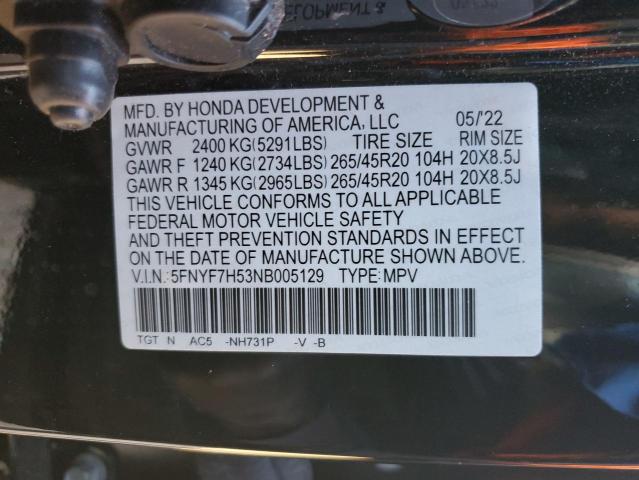 MFD. BY HONDA DEVELOPMENT &
MANUFACTURING OF AMERICA, LLC 05/'22
GVWR 2400 KG(5291LBS) TIRE SIZE RIM SIZE
GAWR F 1240 KG(2734LBS) 265/45R20 104H 20X8.5J
GAWR R 1345 KG(2965LBS) 265/45R20 104H 20X8.5J
THIS VEHICLE CONFORMS TO ALL APPLICABLE
FEDERAL MOTOR VEHICLE SAFETY
AND THEFT PREVENTION STANDARDS IN EFFECT
ON THE DATE OF MANUFACTURE SHOWN ABOVE.
V.I.N.: 5FNYF7H53NB005129 TYPE: MPV
TGT N AC5 -NH731P -V -B